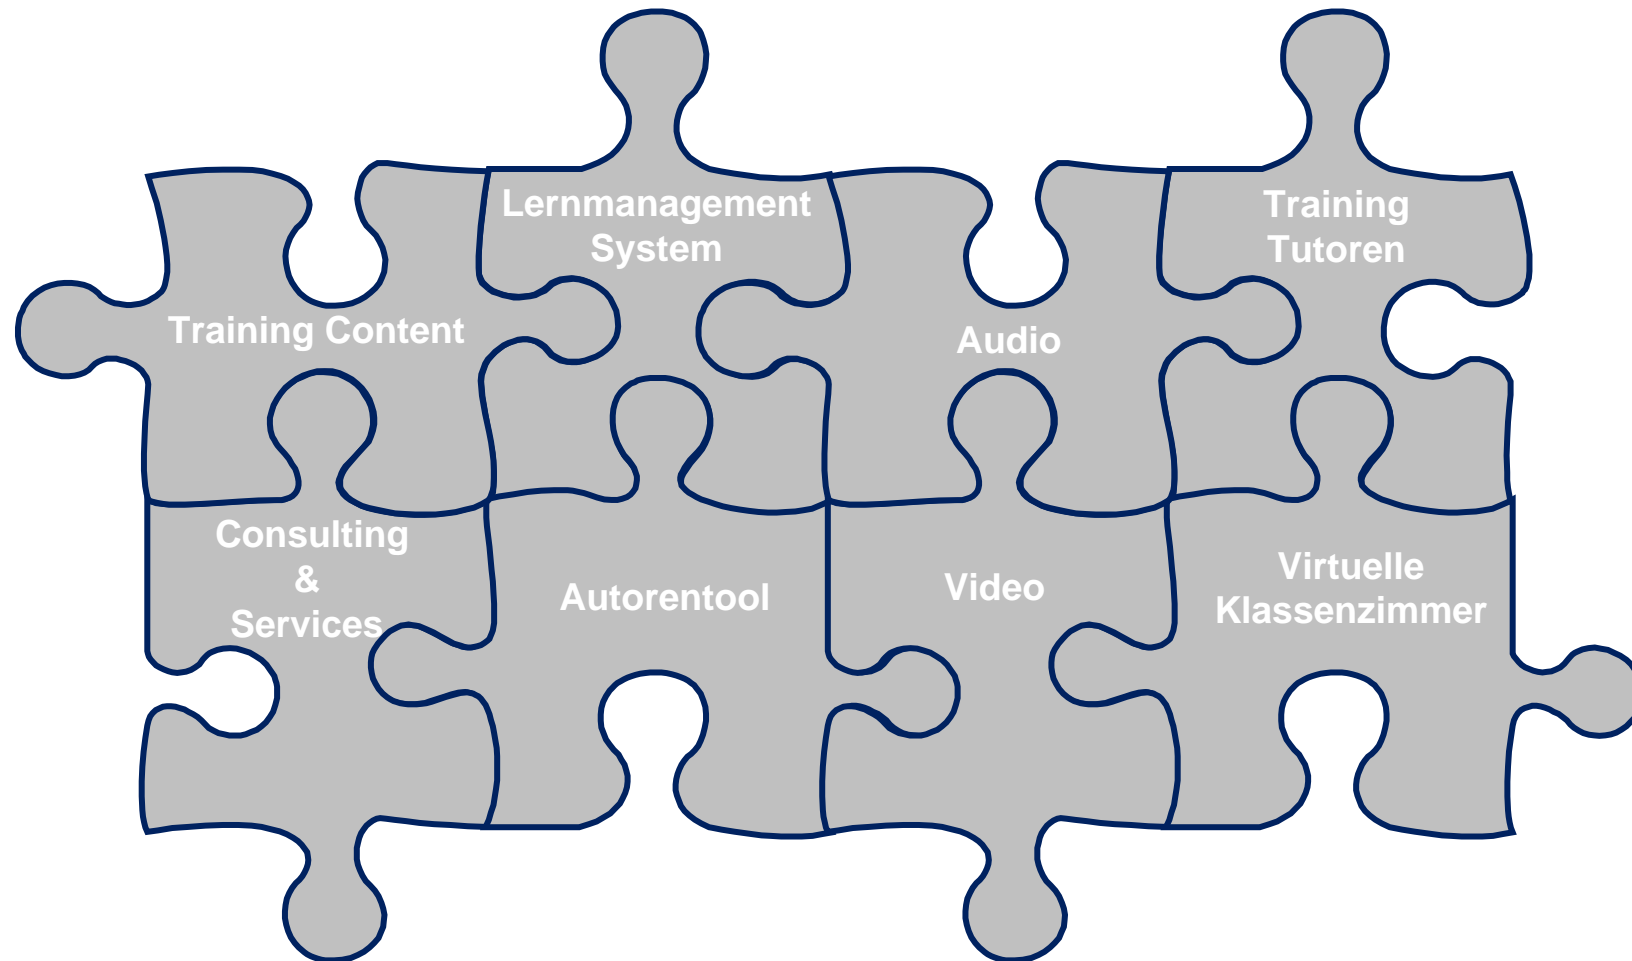 Lernmanagement
System
Training
Tutoren
Training Content
Audio
Consulting
&
Services
Autorentool
Video
Virtuelle
Klassenzimmer